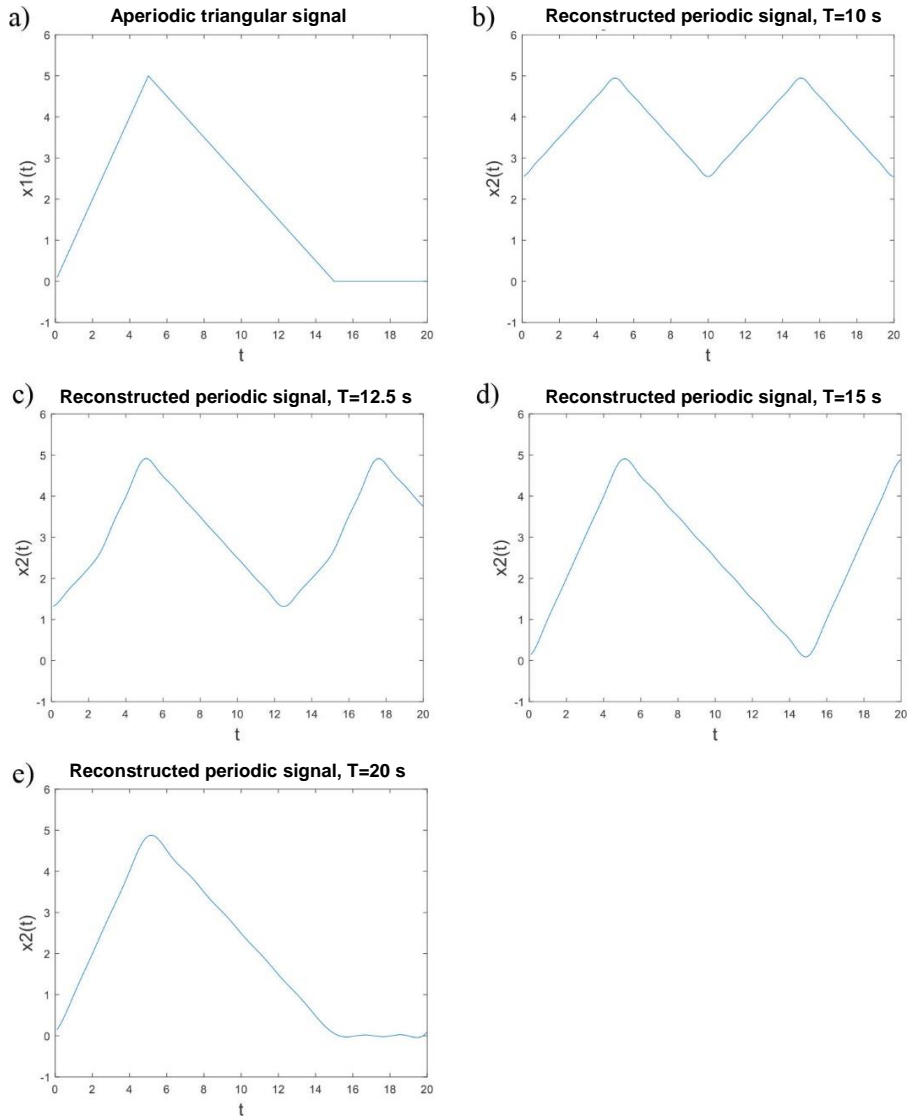 a) Aperiodic triangular signal
6
5
4
3
2
1
0
-1
x1(t)
0 2 4 6 8 10 12 14 16 18 20
t
b) Reconstructed periodic signal, T=10 s
6
5
4
3
2
1
0
-1
x2(t)
0 2 4 6 8 10 12 14 16 18 20
t
c) Reconstructed periodic signal, T=12.5 s
6
5
4
3
2
1
0
-1
x2(t)
0 2 4 6 8 10 12 14 16 18 20
t
d) Reconstructed periodic signal, T=15 s
6
5
4
3
2
1
0
-1
x2(t)
0 2 4 6 8 10 12 14 16 18 20
t
e) Reconstructed periodic signal, T=20 s
6
5
4
3
2
1
0
-1
x2(t)
0 2 4 6 8 10 12 14 16 18 20
t